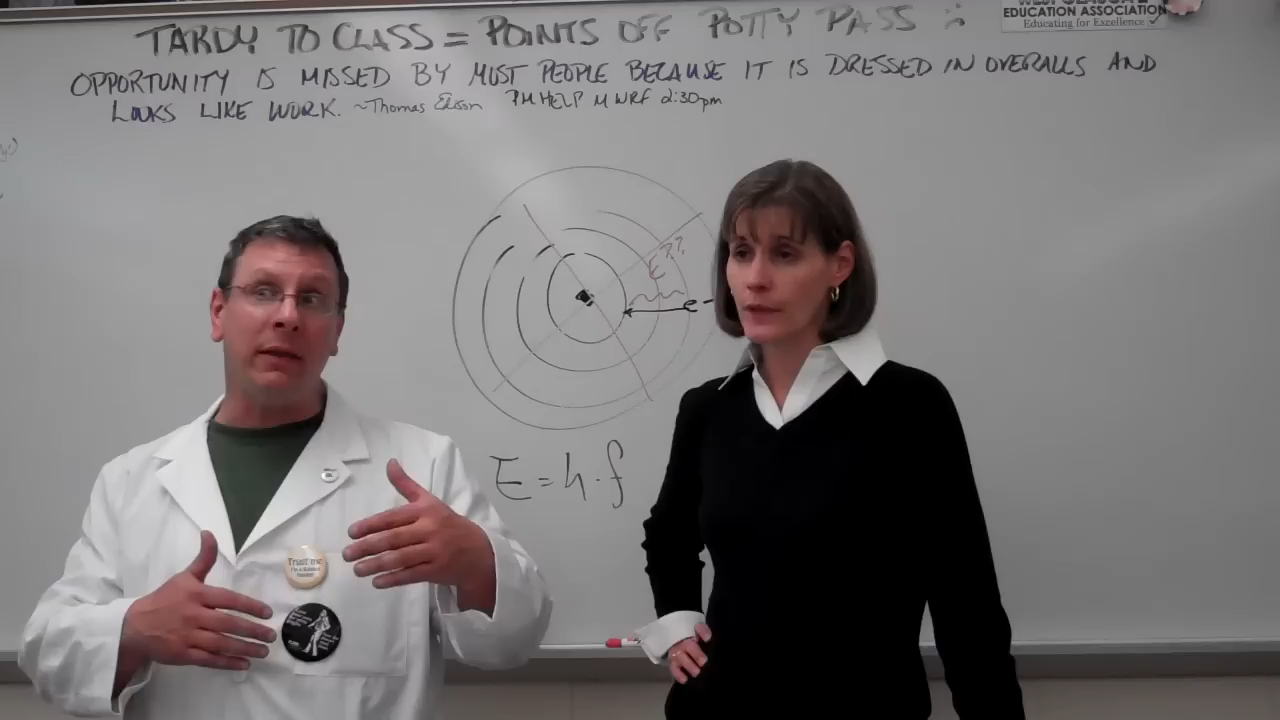 EDUCATION ASSOCIATION
Educating for Excellence
TARDY TO CLASS = POINTS OFF POTTY PASS :
OPPORTUNITY IS MISSED BY MOST PEOPLE BECAUSE IT IS DRESSED IN OVERALLS AND
LOOKS LIKE WORK. ~Thomas Edison PM HELP M WRF 2:30pm
E??
e-
E = h · f
Trust me